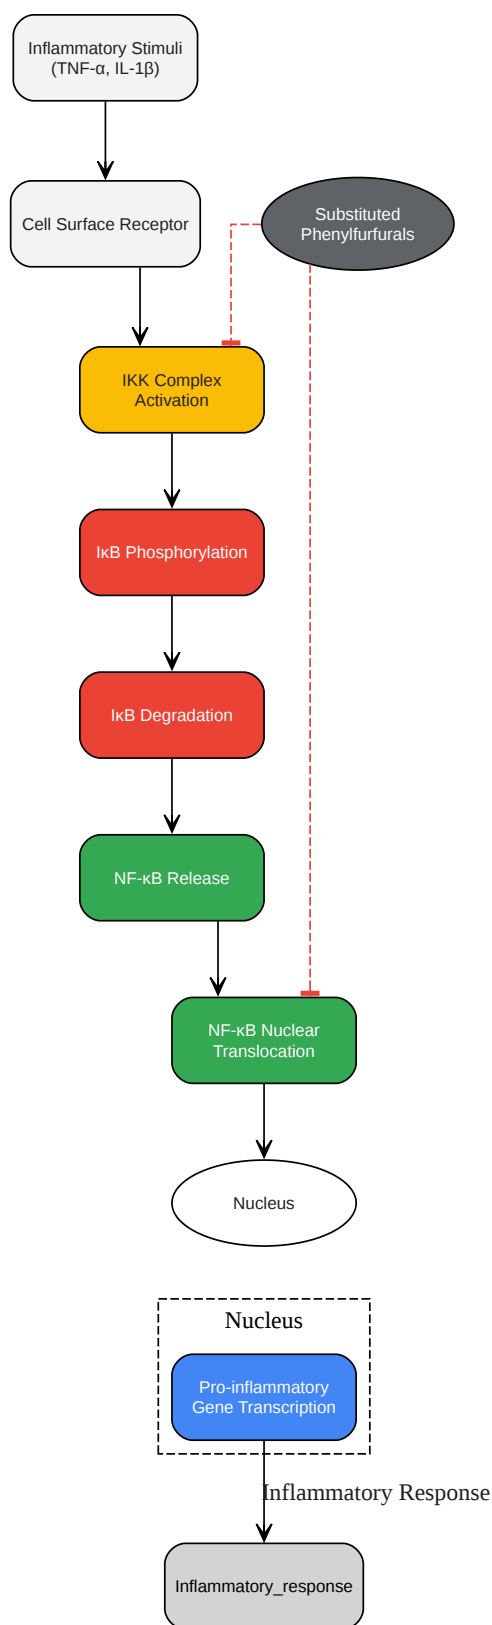 Inflammatory Stimuli
(TNF-α, IL-1β)
Cell Surface Receptor
Substituted
Phenylfurfurals
IKK Complex
Activation
IκB Phosphorylation
IκB Degradation
NF-κB Release
NF-κB Nuclear
Translocation
Nucleus
Nucleus
Pro-inflammatory
Gene Transcription
Inflammatory Response
Inflammatory_response